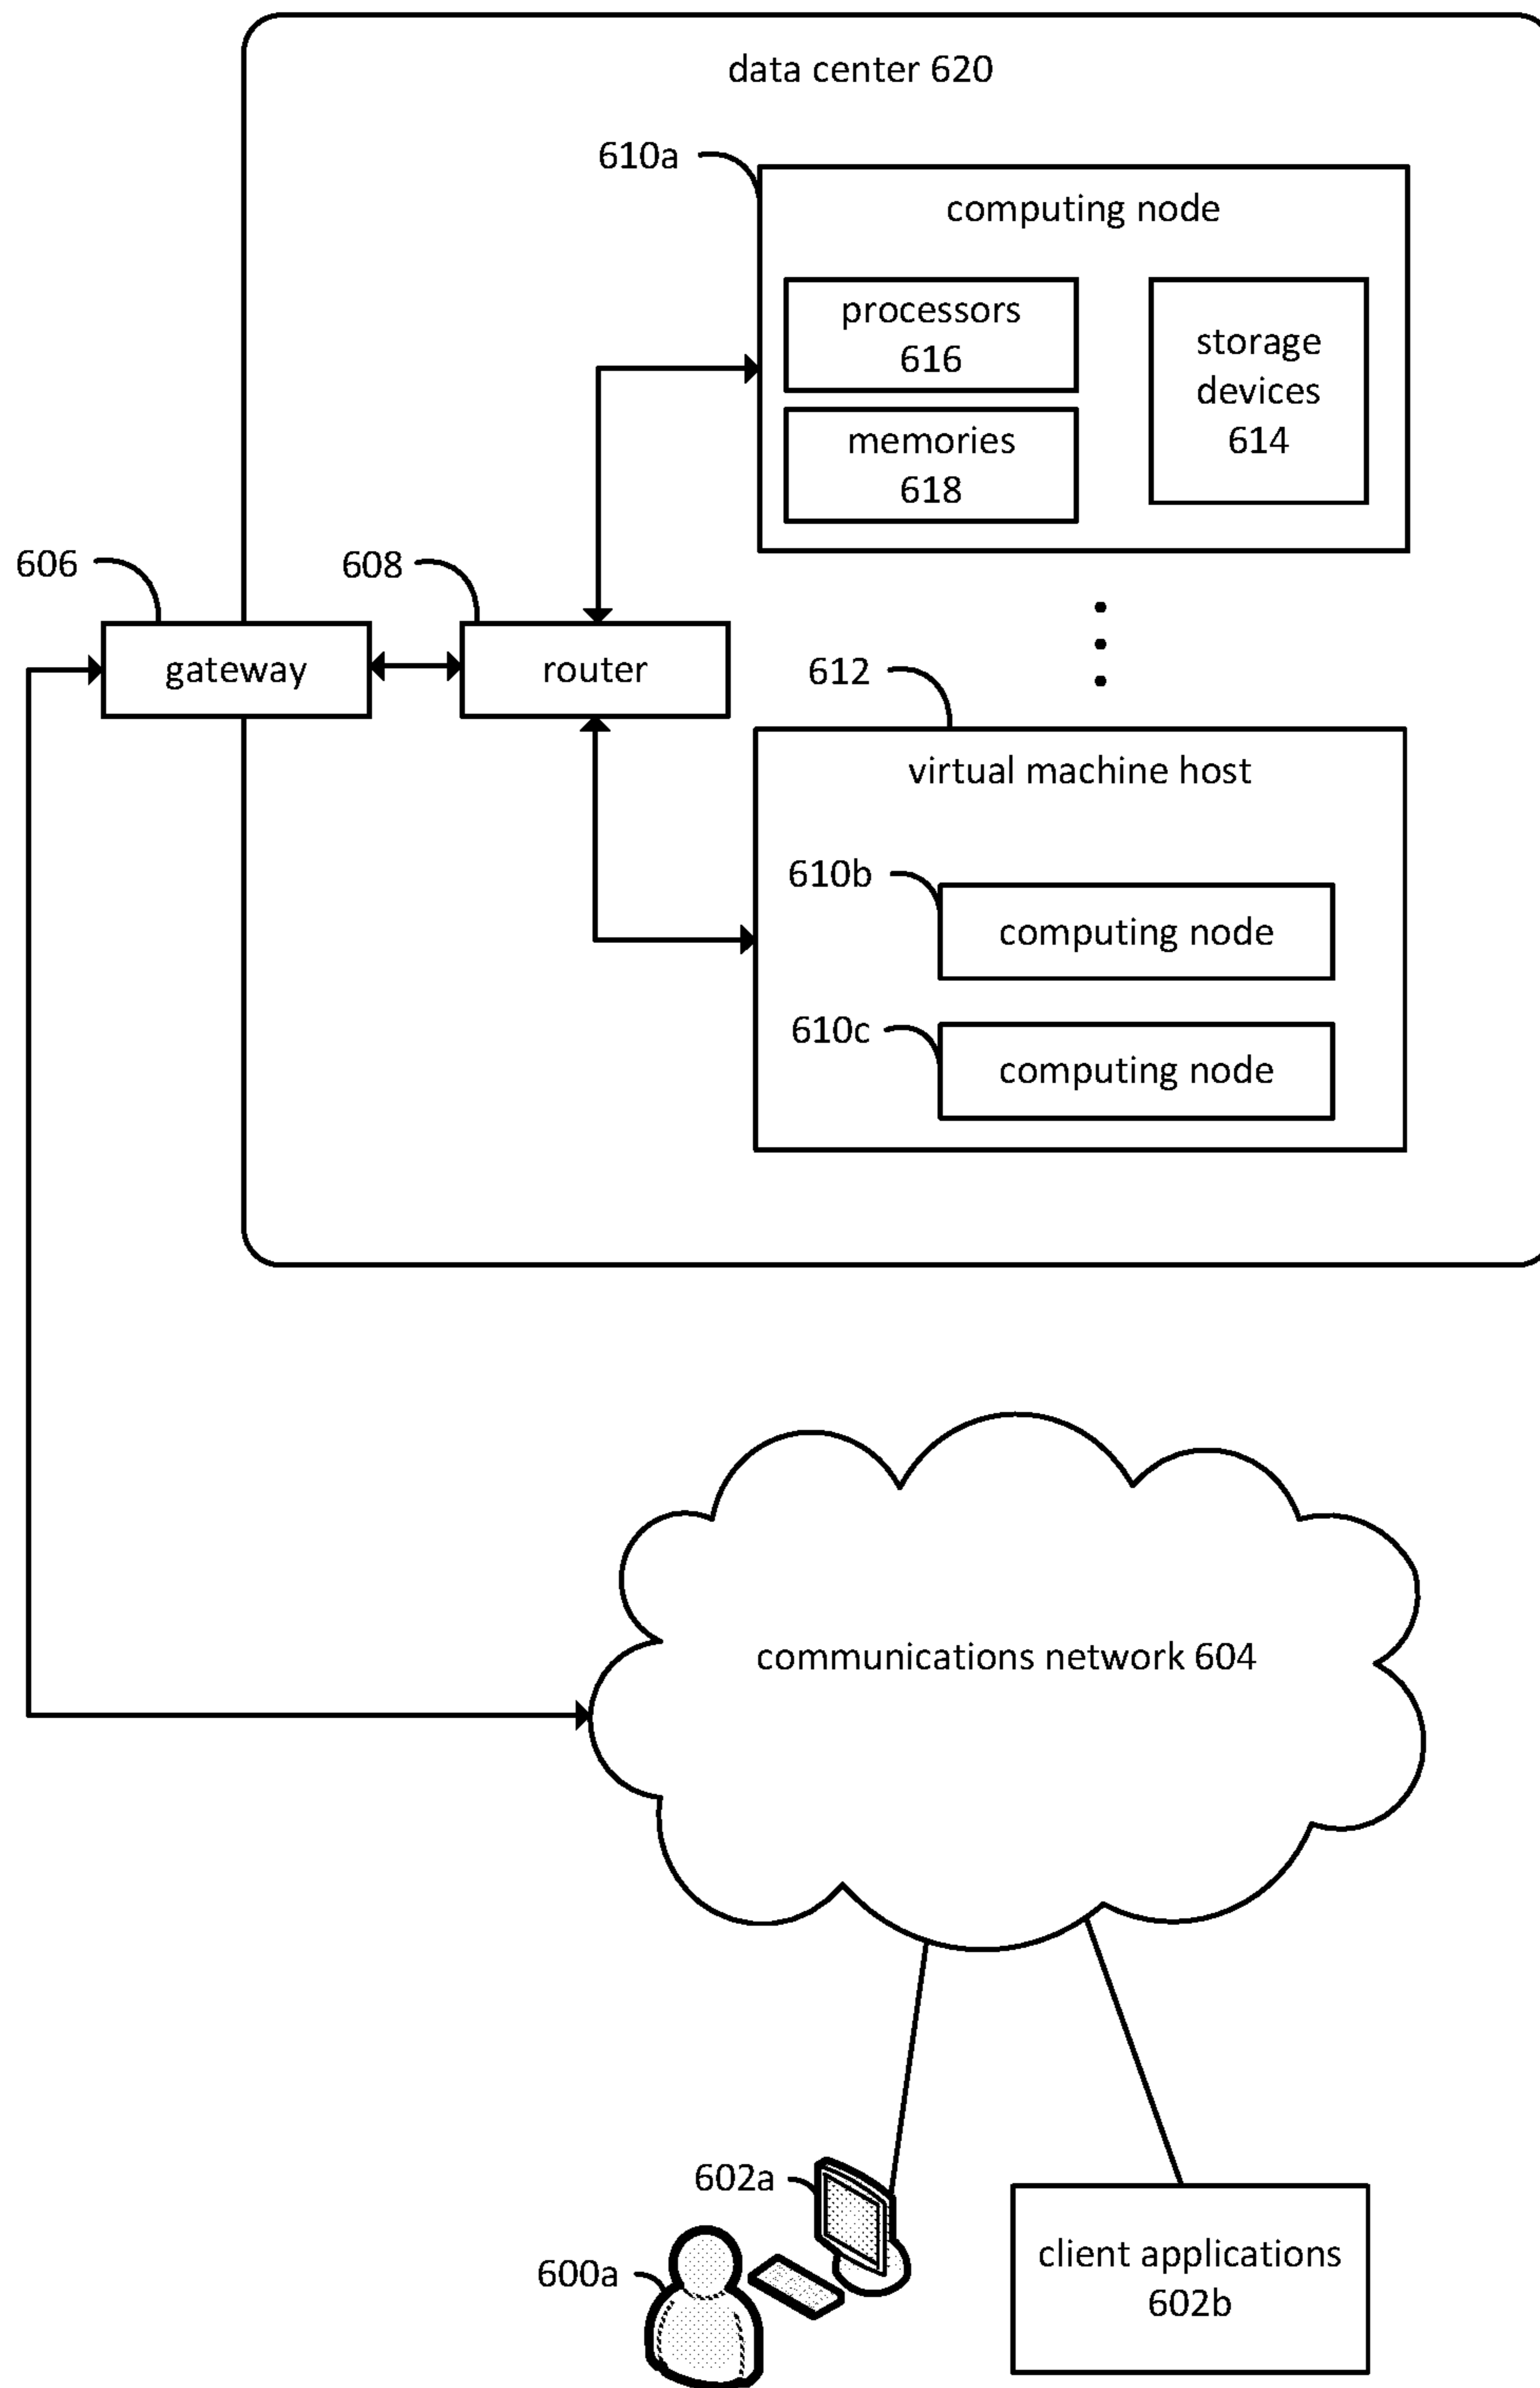 data center 620
610a
computing node
processors
616
storage
devices
614
memories
618
606
608
gateway
router
612
virtual machine host
610b
computing node
610c
computing node
communications network 604
602a
600a
client applications
602b